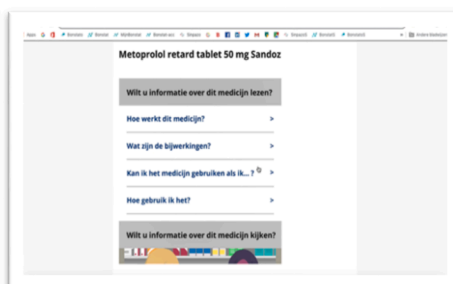 Metoprolol retard tablet 50 mg Sandoz
Wilt u informatie over dit medicijn lezen?
Hoe werkt dit medicijn? >
Wat zijn de bijwerkingen? >
Kan ik het medicijn gebruiken als ik... ? >
Hoe gebruik ik het? >
Wilt u informatie over dit medicijn kijken?